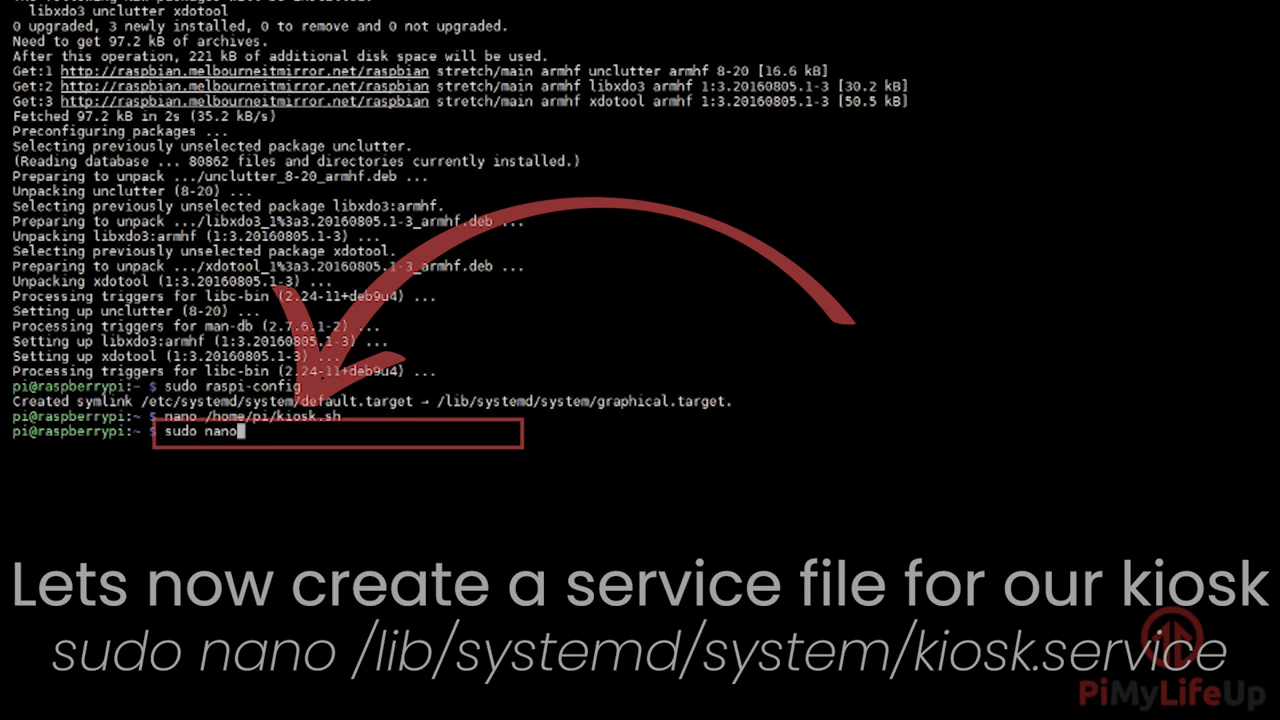 libxdo3 unclutter xdotool
0 upgraded, 3 newly installed, 0 to remove and 0 not upgraded.
Need to get 97.2 kB of archives.
After this operation, 221 kB of additional disk space will be used.
Get:1 http://raspbian.melbourneitmirror.net/raspbian stretch/main armhf unclutter armhf 8-20 [16.6 kB]
Get:2 http://raspbian.melbourneitmirror.net/raspbian stretch/main armhf libxdo3 armhf 1:3.20160805.1-3 [30.2 kB]
Get:3 http://raspbian.melbourneitmirror.net/raspbian stretch/main armhf xdotool armhf 1:3.20160805.1-3 [50.5 kB]
Fetched 97.2 kB in 2s (35.2 kB/s)
Preconfiguring packages ...
Selecting previously unselected package unclutter.
(Reading database ... 80862 files and directories currently installed.)
Preparing to unpack .../unclutter_8-20_armhf.deb ...
Unpacking unclutter (8-20) ...
Selecting previously unselected package libxdo3:armhf.
Preparing to unpack .../libxdo3_1%3a3.20160805.1-3_armhf.deb ...
Unpacking libxdo3:armhf (1:3.20160805.1-3) ...
Selecting previously unselected package xdotool.
Preparing to unpack .../xdotool_1%3a3.20160805.1-3_armhf.deb ...
Unpacking xdotool (1:3.20160805.1-3) ...
Processing triggers for libc-bin (2.24-11+deb9u4) ...
Setting up unclutter (8-20) ...
Processing triggers for man-db (2.7.6.1-2) ...
Setting up libxdo3:armhf (1:3.20160805.1-3) ...
Setting up xdotool (1:3.20160805.1-3) ...
Processing triggers for libc-bin (2.24-11+deb9u4) ...
pi@raspberrypi:~ $ sudo raspi-config
Created symlink /etc/systemd/system/default.target → /lib/systemd/system/graphical.target.
pi@raspberrypi:~ $ nano /home/pi/kiosk.sh
pi@raspberrypi:~ $ sudo nano
Lets now create a service file for our kiosk
sudo nano /lib/systemd/system/kiosk.service
PiMyLifeUp